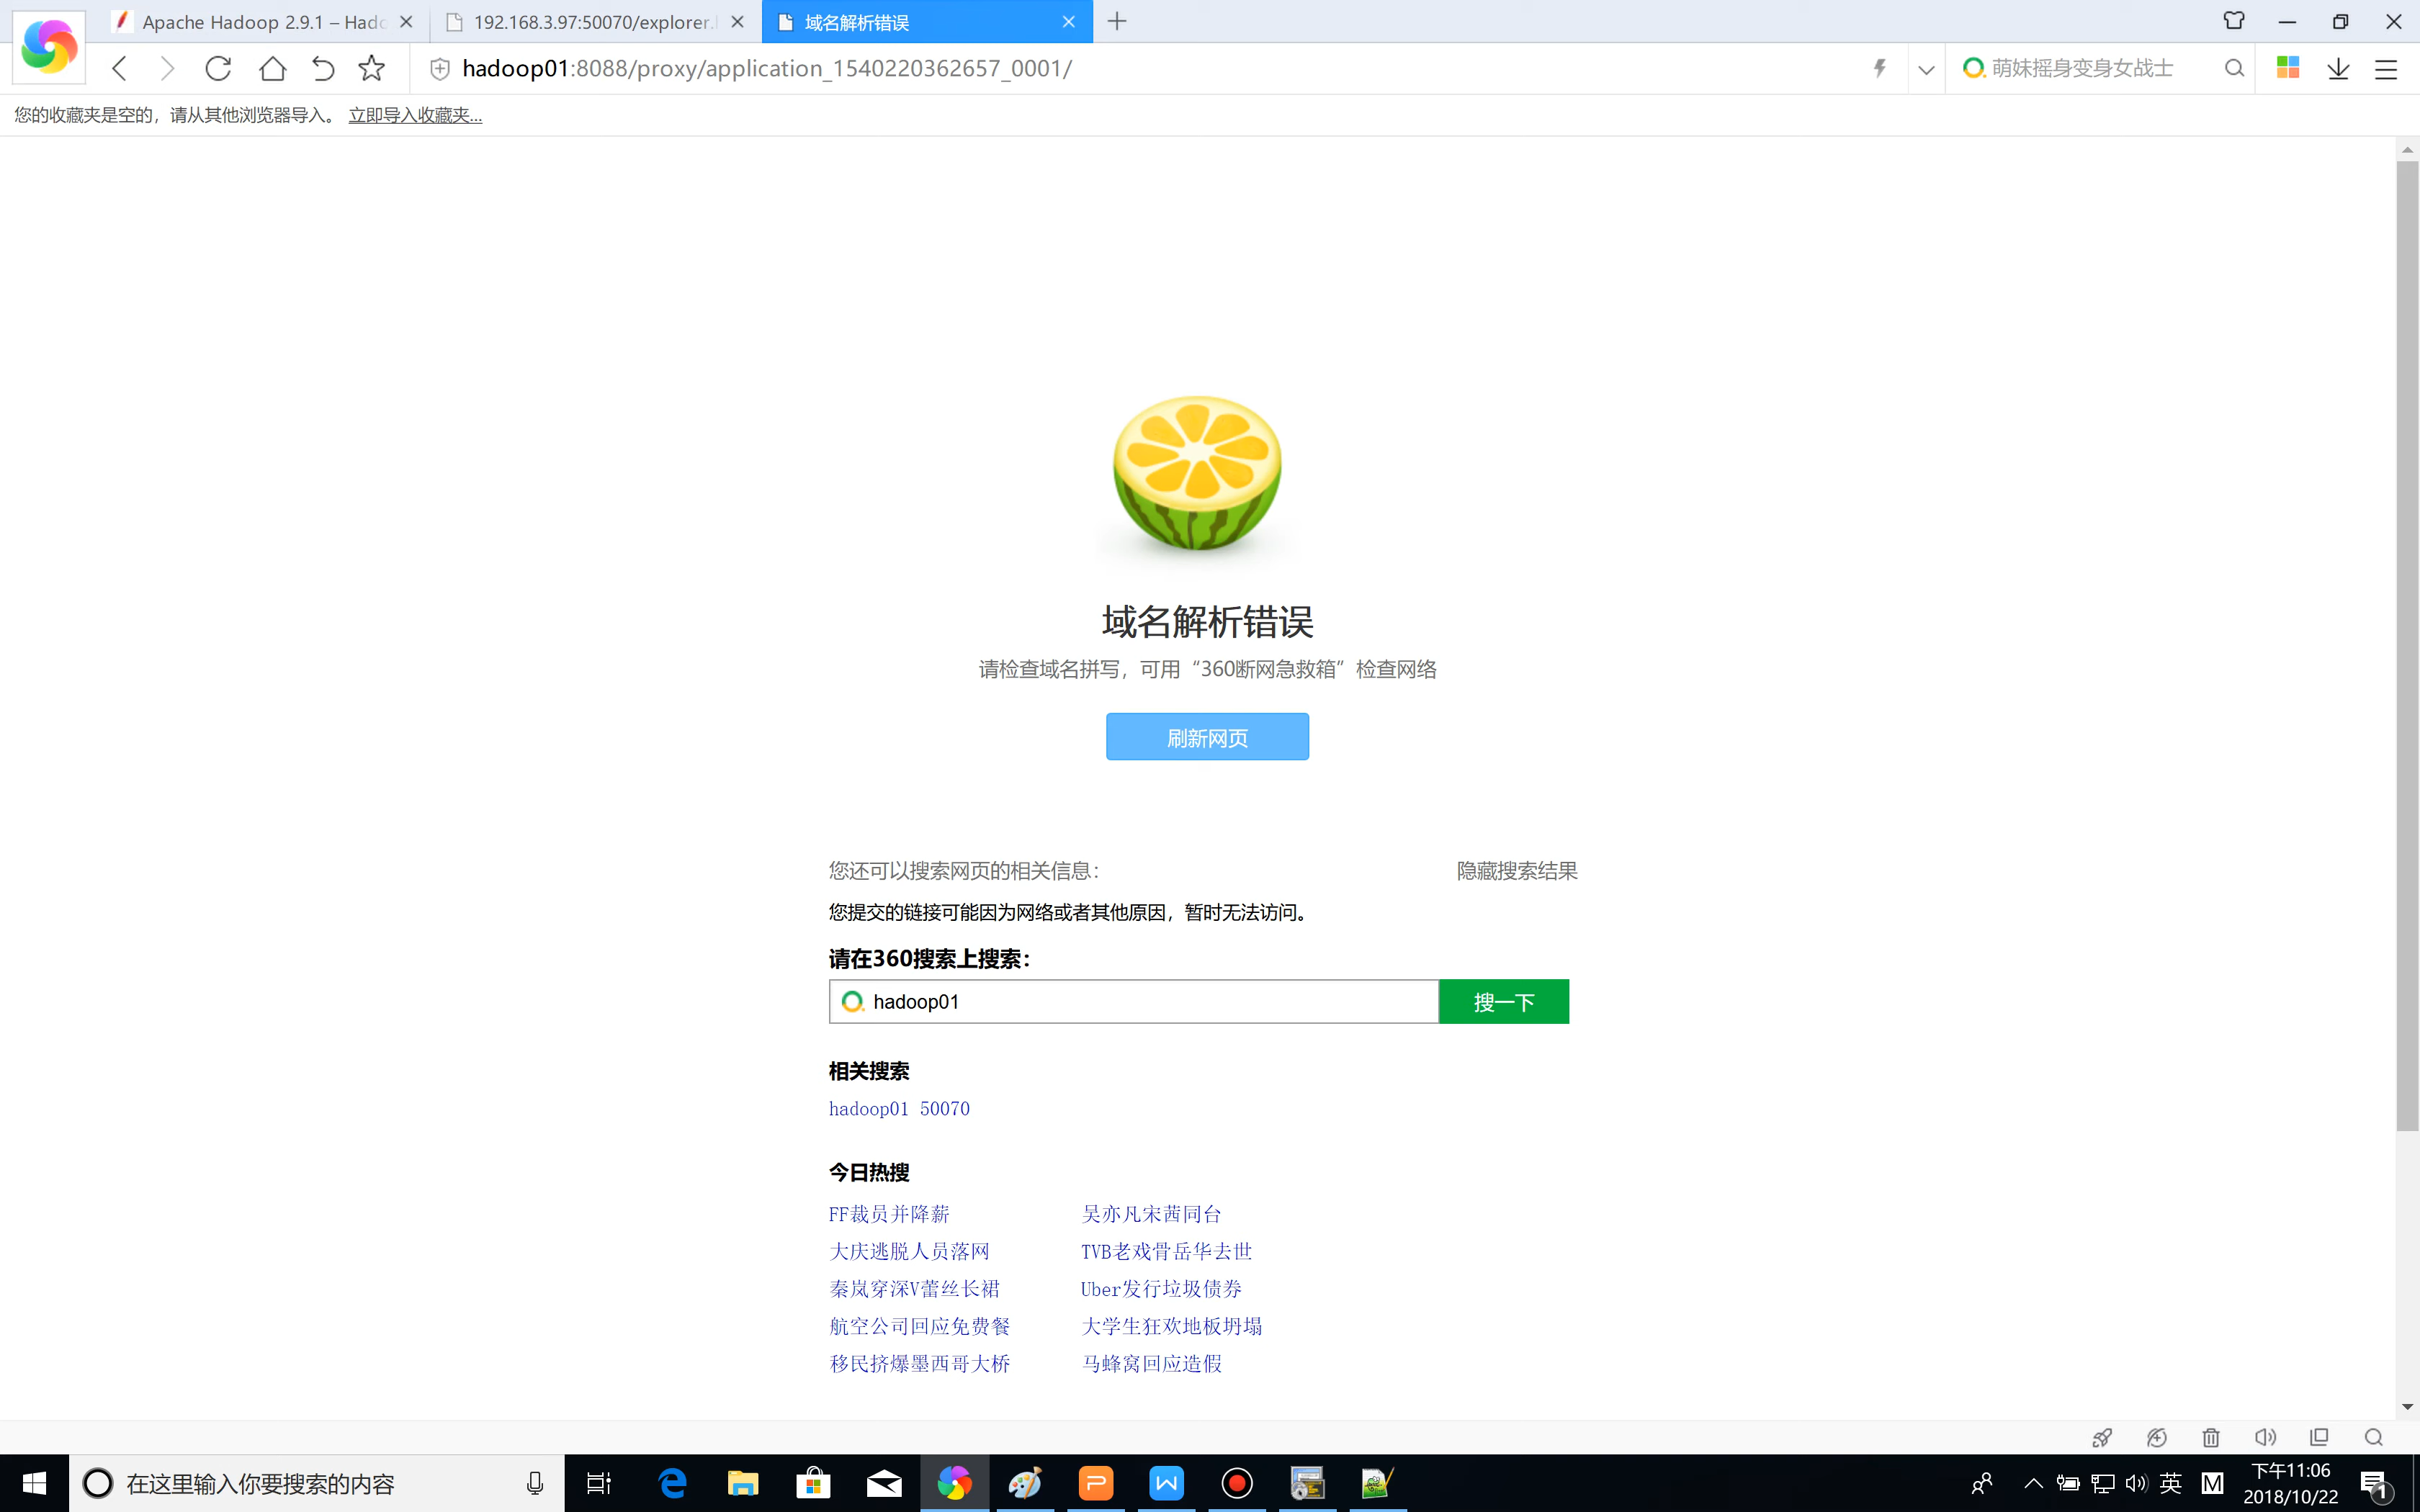 Apache Hadoop 2.9.1 – Hado
192.168.3.97:50070/explorer.
域名解析错误
hadoop01:8088/proxy/application_1540220362657_0001/
萌妹摇身变身女战士
您的收藏夹是空的，请从其他浏览器导入。 立即导入收藏夹...
域名解析错误
请检查域名拼写，可用“360断网急救箱”检查网络
刷新网页
您还可以搜索网页的相关信息： 隐藏搜索结果
您提交的链接可能因为网络或者其他原因，暂时无法访问。
请在360搜索上搜索：
hadoop01 搜一下
相关搜索
hadoop01 50070
今日热搜
FF裁员并降薪 吴亦凡宋茜同台
大庆逃脱人员落网 TVB老戏骨岳华去世
秦岚穿深V蕾丝长裙 Uber发行垃圾债券
航空公司回应免费餐 大学生狂欢地板坍塌
移民挤爆墨西哥大桥 马蜂窝回应造假
在这里输入你要搜索的内容
英 M
下午11:06
2018/10/22
1